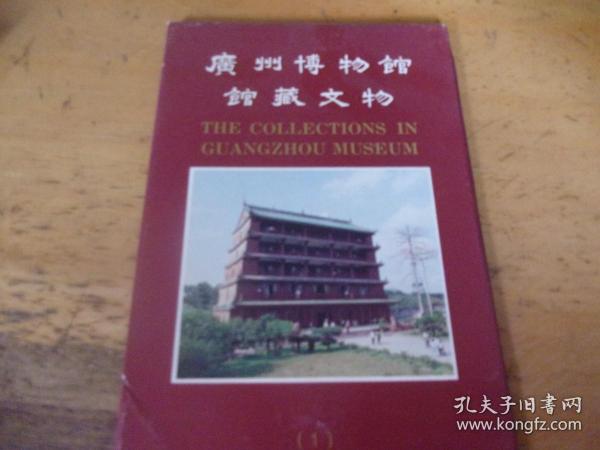 廣州博物館
館藏文物
THE COLLECTIONS IN
GUANGZHOU MUSEUM
(1)
孔夫子旧书网
www.kongfz.com